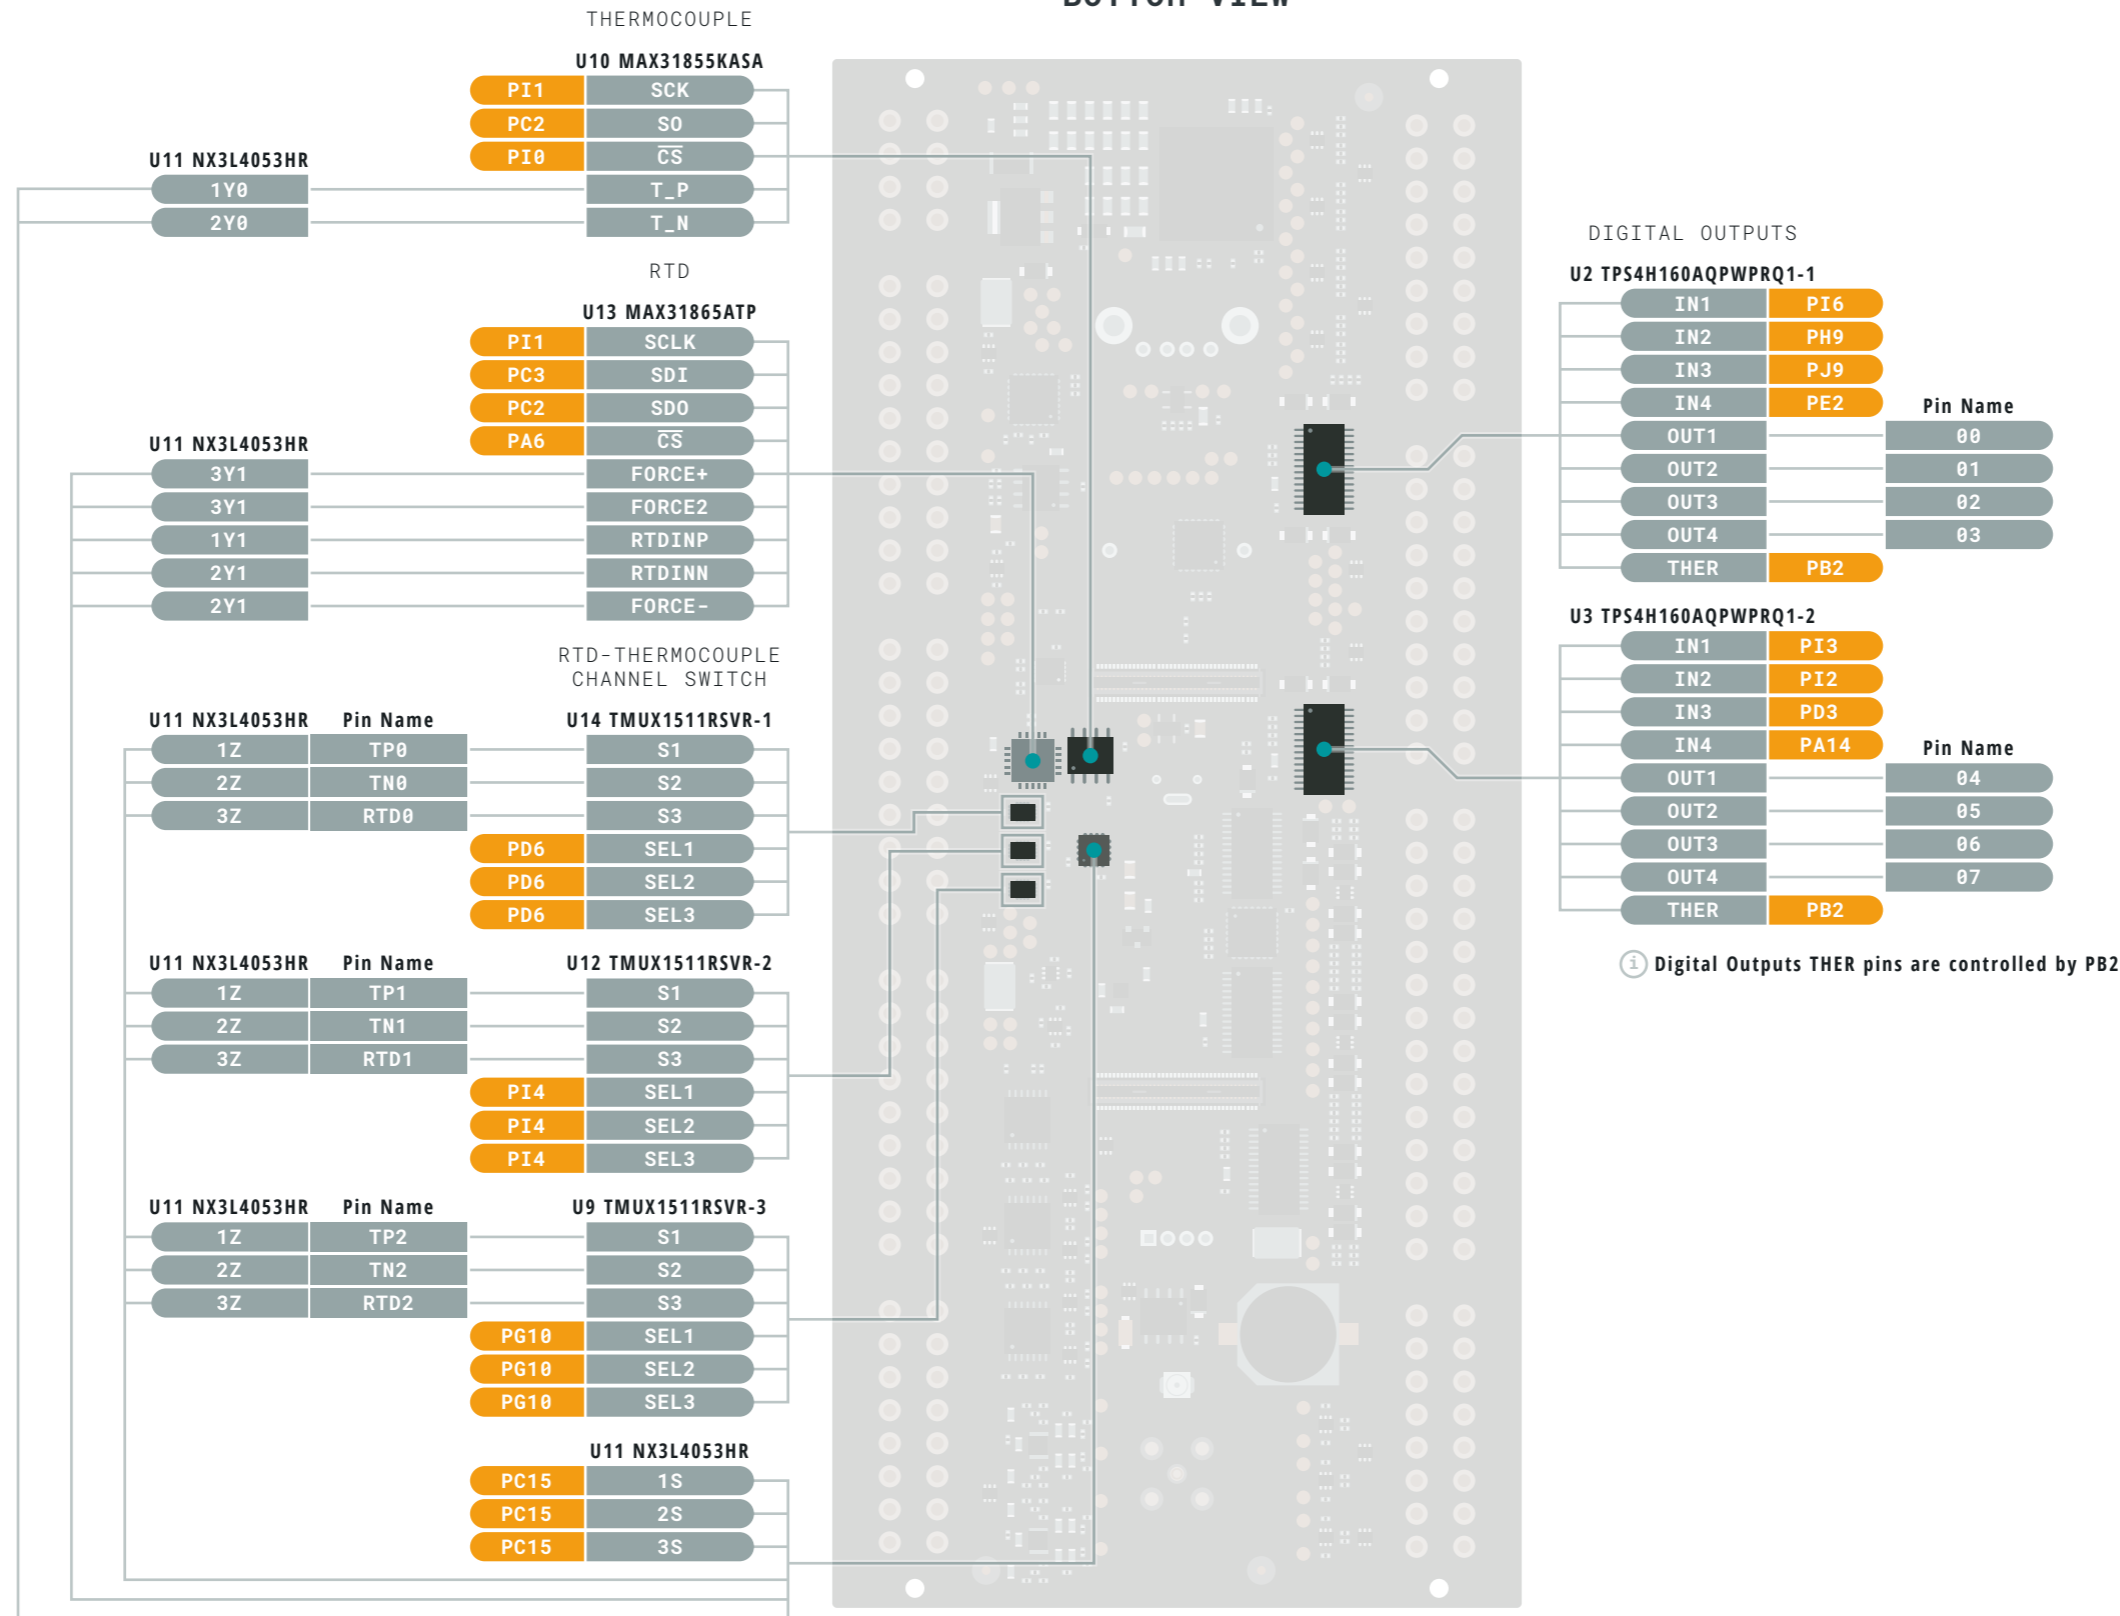 BOTTOM VIEW
THERMOCOUPLE
U10 MAX31855KASA
PI1 SCK
PC2 SO
U11 NX3L4053HR PI0 CS
1Y0 T_P
2Y0 T_N
RTD
U13 MAX31865ATP
PI1 SCLK
PC3 SDI
PC2 SDO
U11 NX3L4053HR PA6 CS
3Y1 FORCE+
3Y1 FORCE2
1Y1 RTDINP
2Y1 RTDINN
2Y1 FORCE-
RTD-THERMOCOUPLE
CHANNEL SWITCH
U11 NX3L4053HR Pin Name U14 TMUX1511RSVR-1
1Z TP0 S1
2Z TN0 S2
3Z RTD0 S3
PD6 SEL1
PD6 SEL2
PD6 SEL3
U11 NX3L4053HR Pin Name U12 TMUX1511RSVR-2
1Z TP1 S1
2Z TN1 S2
3Z RTD1 S3
PI4 SEL1
PI4 SEL2
PI4 SEL3
U11 NX3L4053HR Pin Name U9 TMUX1511RSVR-3
1Z TP2 S1
2Z TN2 S2
3Z RTD2 S3
PG10 SEL1
PG10 SEL2
PG10 SEL3
U11 NX3L4053HR
PC15 1S
PC15 2S
PC15 3S
DIGITAL OUTPUTS
U2 TPS4H160AQPWPRQ1-1
IN1 PI6
IN2 PH9
IN3 PJ9
IN4 PE2 Pin Name
OUT1 00
OUT2 01
OUT3 02
OUT4 03
THER PB2
U3 TPS4H160AQPWPRQ1-2
IN1 PI3
IN2 PI2
IN3 PD3
IN4 PA14 Pin Name
OUT1 04
OUT2 05
OUT3 06
OUT4 07
THER PB2
i Digital Outputs THER pins are controlled by PB2